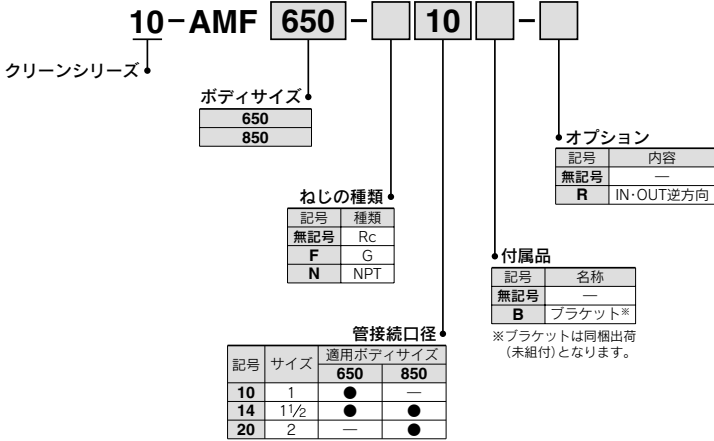 10-AMF 650 - 10 -
クリーンシリーズ
ボディサイズ
650
850
オプション
記号 内容
無記号 —
R IN・OUT逆方向
ねじの種類
記号 種類
無記号 Rc
F G
N NPT
付属品
記号 名称
無記号 —
B ブラケット※
※ブラケットは同梱出荷
(未組付)となります。
管接続口径
記号 サイズ 適用ボディサイズ
650 850
10 1 ● —
14 1 1/2 ● ●
20 2 — ●